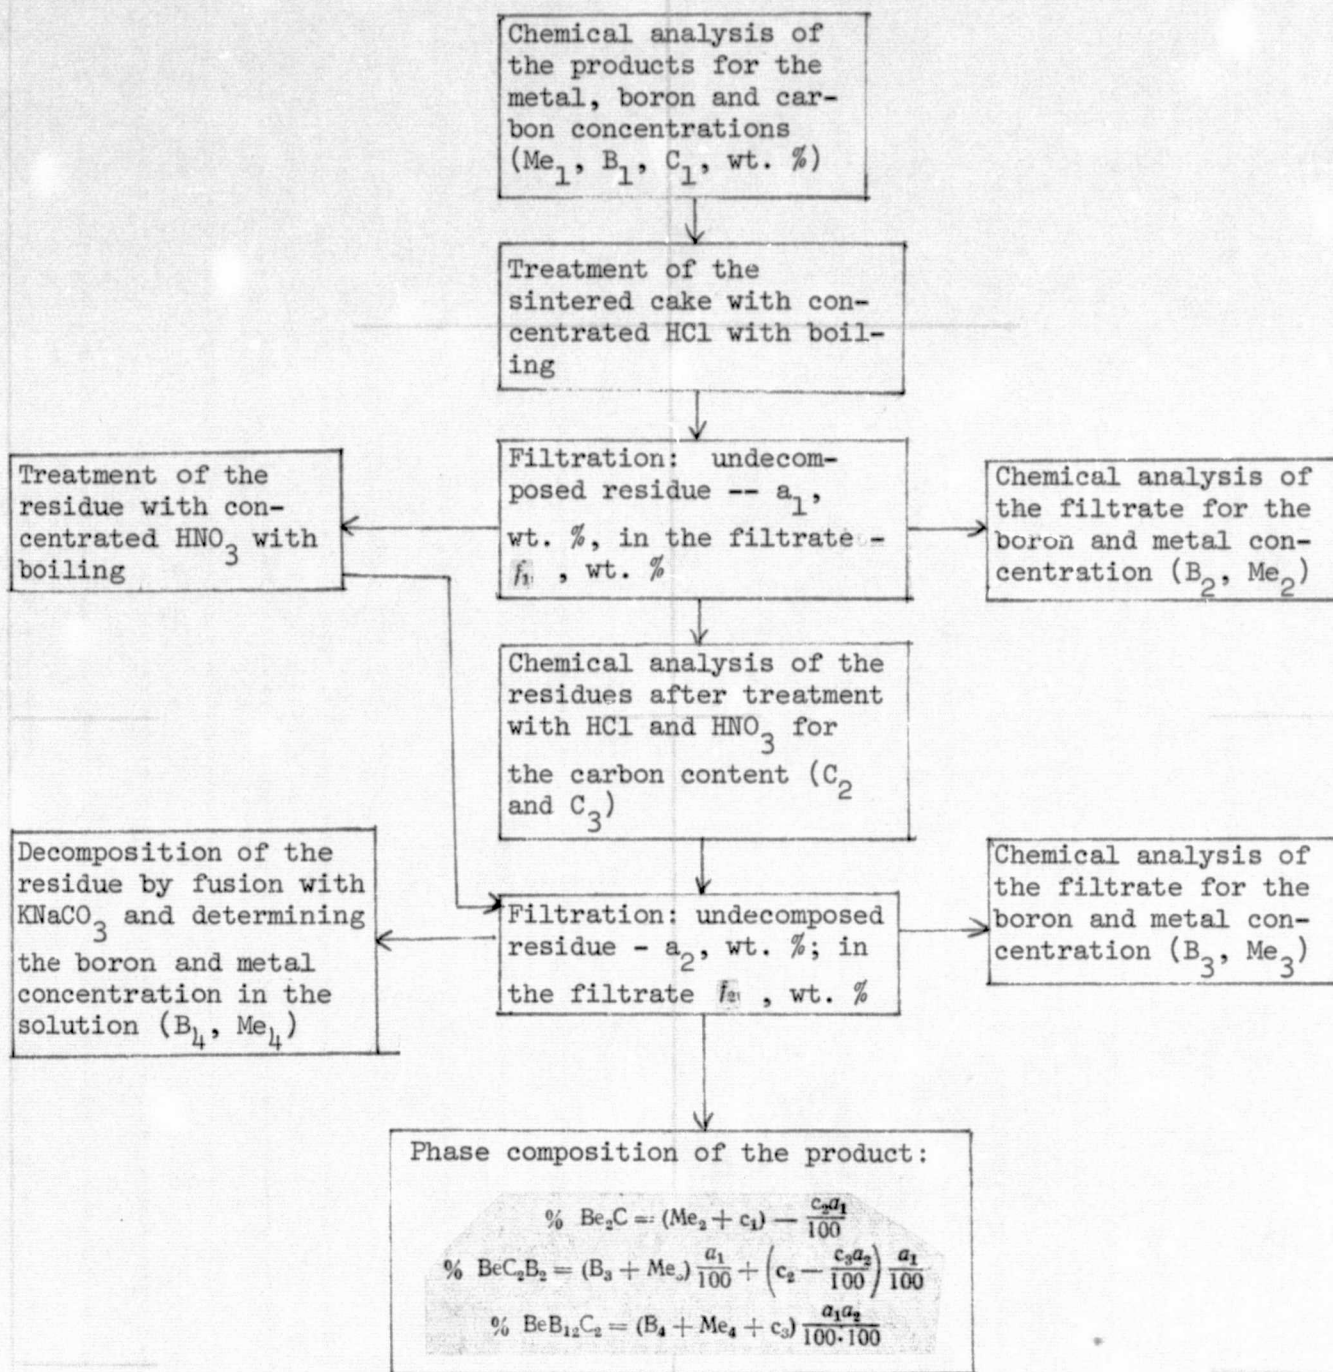 Chemical analysis of
the products for the
metal, boron and car-
bon concentrations
(Me₁, B₁, C₁, wt. %)
Treatment of the
sintered cake with con-
centrated HCl with boil-
ing
Treatment of the
residue with con-
centrated HNO₃ with
boiling
Filtration: undecom-
posed residue -- a₁,
wt. %, in the filtrate -
f₁ , wt. %
Chemical analysis of
the filtrate for the
boron and metal con-
centration (B₂, Me₂)
Chemical analysis of the
residues after treatment
with HCl and HNO₃ for
the carbon content (C₂
and C₃)
Decomposition of the
residue by fusion with
KNaCO₃ and determining
the boron and metal
concentration in the
solution (B₄, Me₄)
Filtration: undecomposed
residue - a₂, wt. %; in
the filtrate f₂ , wt. %
Chemical analysis of
the filtrate for the
boron and metal con-
centration (B₃, Me₃)
Phase composition of the product:
% Be₂C = (Me₂ + c₁) — c₂a₁/100
% BeC₂B₂ = (B₃ + Me₃) a₁/100 + (c₂ — c₃a₂/100) a₁/100
% BeB₁₂C₂ = (B₄ + Me₄ + c₃) a₁a₂/100·100